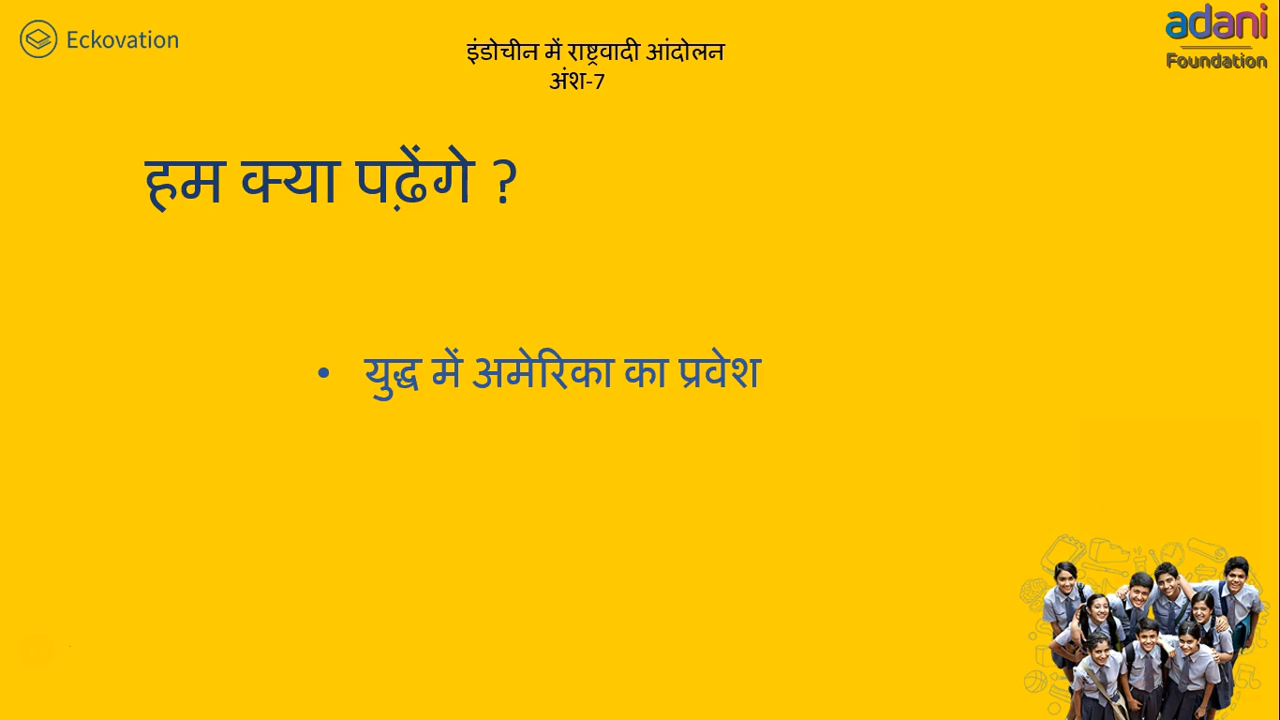 Eckovation
adani
Foundation
इंडोचीन में राष्ट्रवादी आंदोलन
अंश-7
हम क्या पढ़ेंगे ?
• युद्ध में अमेरिका का प्रवेश